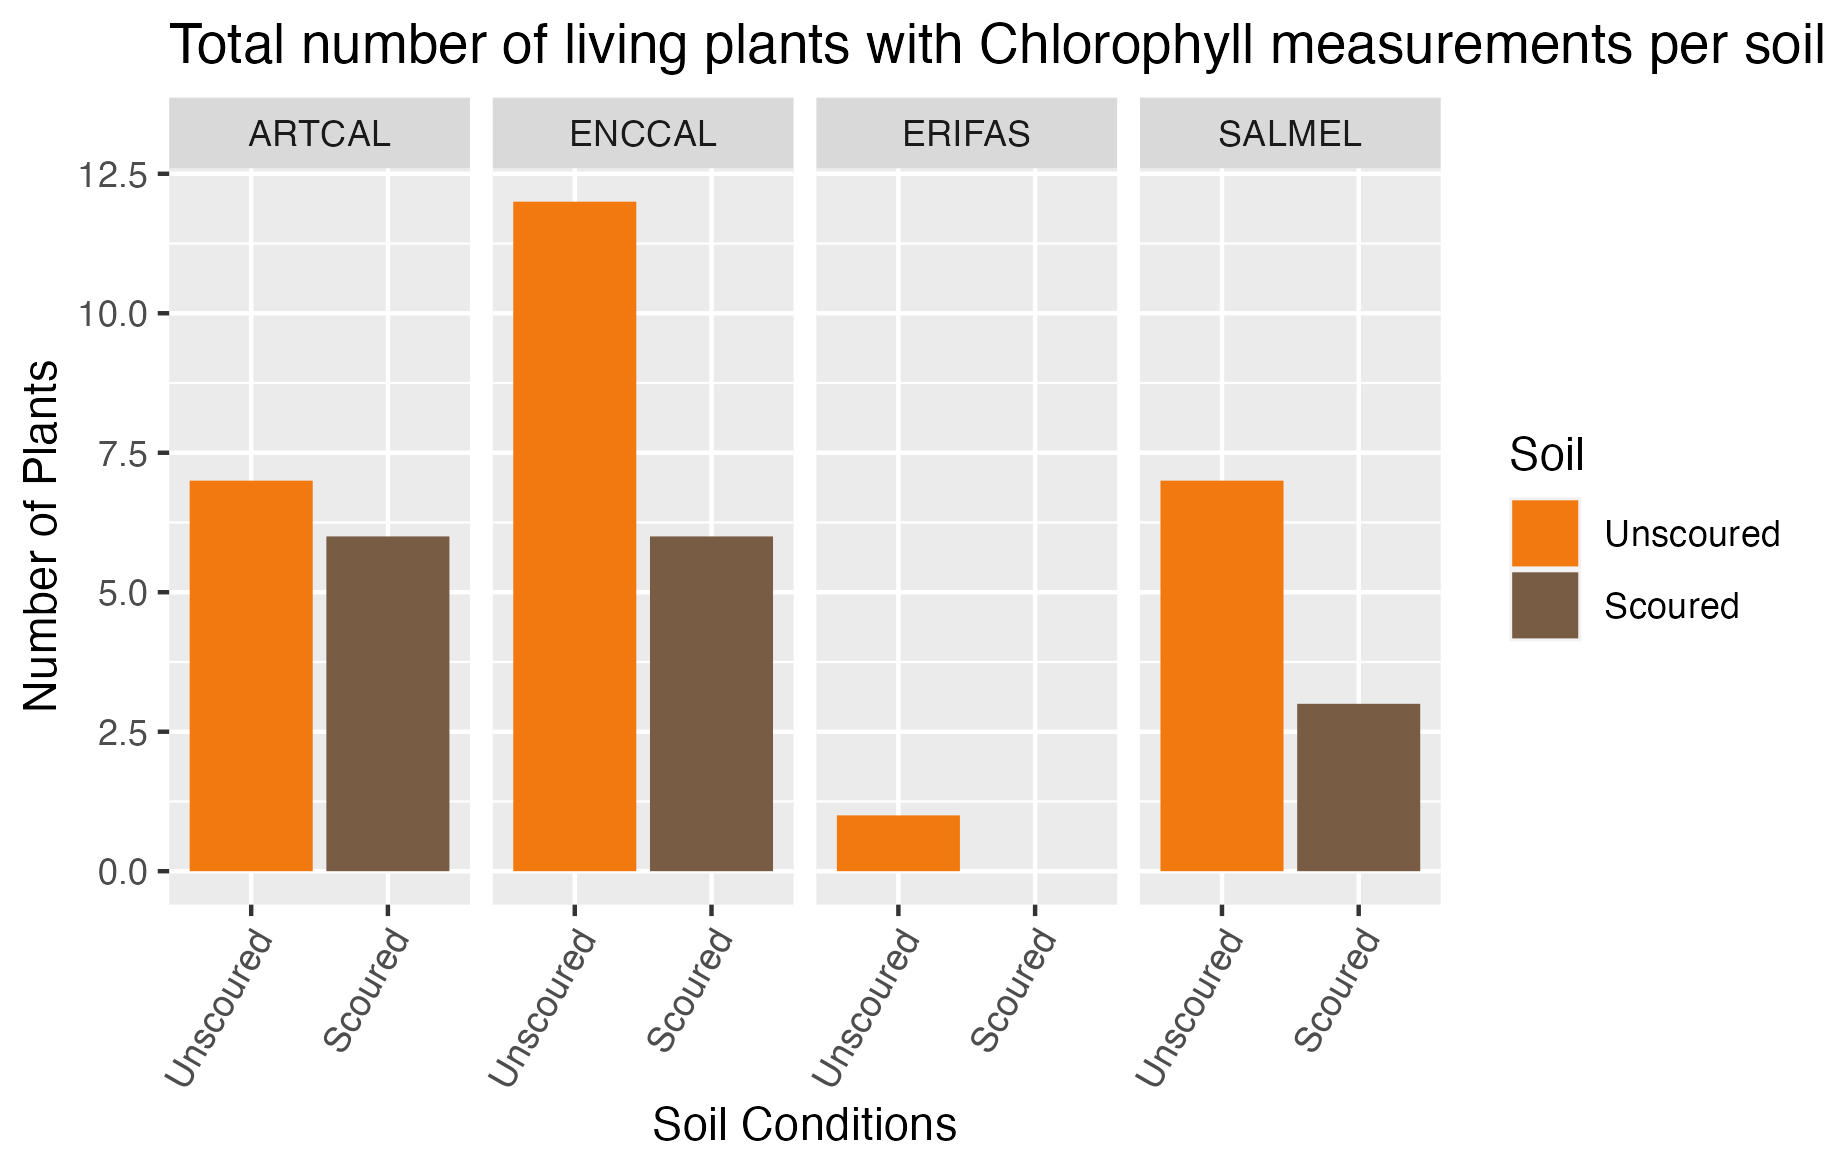 Total number of living plants with Chlorophyll measurements per soil
ARTCAL
ENCCAL
ERIFAS
SALMEL
12.5
10.0
7.5
5.0
2.5
0.0
Number of Plants
Unscoured
Scoured
Unscoured
Scoured
Unscoured
Scoured
Unscoured
Scoured
Soil Conditions
Soil
Unscoured
Scoured